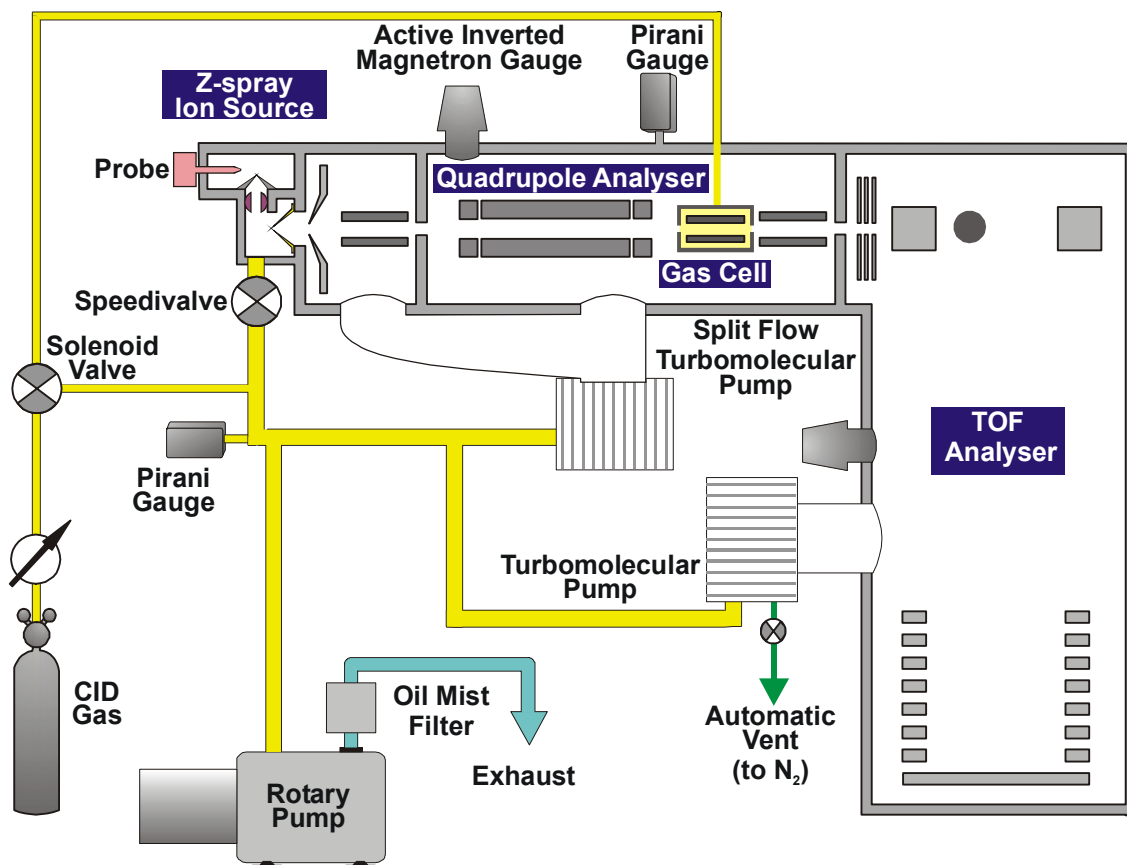 Active Inverted
Magnetron Gauge
Pirani
Gauge
Z-spray
Ion Source
Probe
Quadrupole Analyser
Gas Cell
Speedivalve
Solenoid
Valve
Split Flow
Turbomolecular
Pump
TOF
Analyser
Pirani
Gauge
Turbomolecular
Pump
CID
Gas
Oil Mist
Filter
Automatic
Vent
(to N₂)
Exhaust
Rotary
Pump